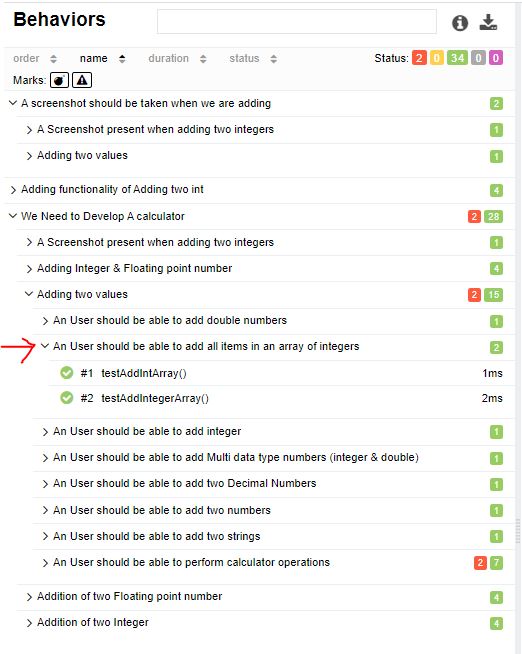 Behaviors
order name duration status Status: 2 0 34 0 0
Marks:
A screenshot should be taken when we are adding 2
A Screenshot present when adding two integers 1
Adding two values 1
Adding functionality of Adding two int 4
We Need to Develop A calculator 2 28
A Screenshot present when adding two integers 1
Adding Integer & Floating point number 4
Adding two values 2 15
An User should be able to add double numbers 1
An User should be able to add all items in an array of integers 2
#1 testAddIntArray() 1ms
#2 testAddIntegerArray() 2ms
An User should be able to add integer 1
An User should be able to add Multi data type numbers (integer & double) 1
An User should be able to add two Decimal Numbers 1
An User should be able to add two numbers 1
An User should be able to add two strings 1
An User should be able to perform calculator operations 2 7
Addition of two Floating point number 4
Addition of two Integer 4